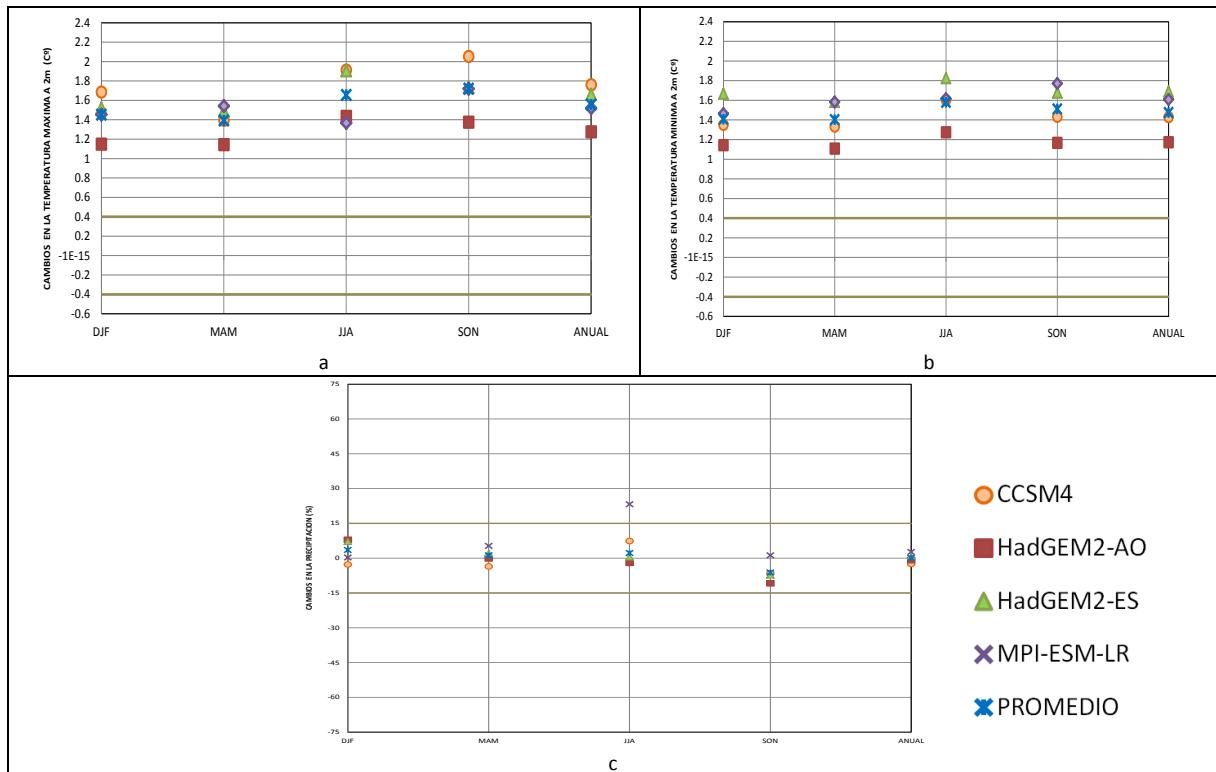 CAMBIOS EN LA TEMPERATURA MAXIMA A 2m (Cº)
2.4
2.2
2
1.8
1.6
1.4
1.2
1
0.8
0.6
0.4
0.2
-1E-15
-0.2
-0.4
-0.6
DJF
MAM
JJA
SON
ANUAL
a
CAMBIOS EN LA TEMPERATURA MINIMA A 2m (Cº)
2.4
2.2
2
1.8
1.6
1.4
1.2
1
0.8
0.6
0.4
0.2
-1E-15
-0.2
-0.4
-0.6
DJF
MAM
JJA
SON
ANUAL
b
CAMBIOS EN LA PRECIPITACION (%)
75
60
45
30
15
0
-15
-30
-45
-60
-75
DJF
MAM
JJA
SON
ANUAL
c
CCSM4
HadGEM2-AO
HadGEM2-ES
MPI-ESM-LR
PROMEDIO